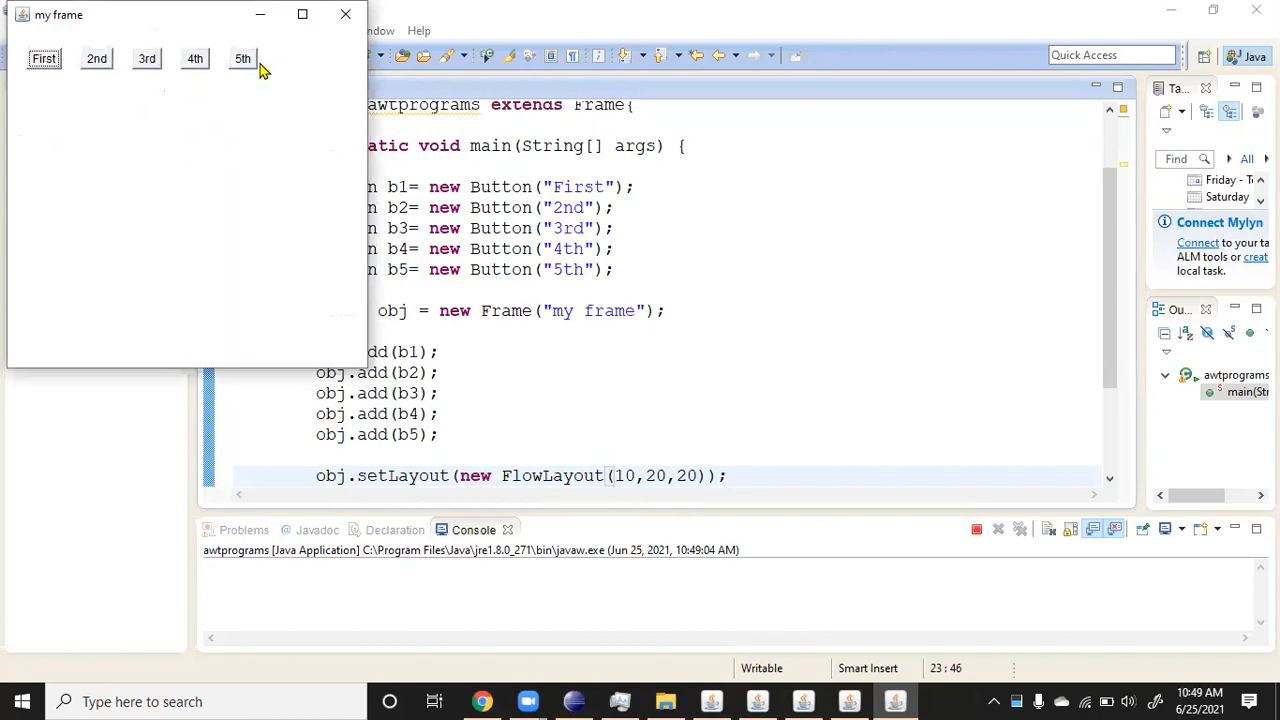 my frame
First 2nd 3rd 4th 5th
Help
Quick Access
Java
awtprograms extends Frame{
atic void main(String[] args) {
n b1= new Button("First");
n b2= new Button("2nd");
n b3= new Button("3rd");
n b4= new Button("4th");
n b5= new Button("5th");
obj = new Frame("my frame");
add(b1);
obj.add(b2);
obj.add(b3);
obj.add(b4);
obj.add(b5);
obj.setLayout(new FlowLayout(10,20,20));
Ta...
Find
All
Friday - T
Saturday
Connect Mylyn
Connect to your ta
ALM tools or creat
local task.
Ou...
awtprograms
main(Str
Problems
@ Javadoc
Declaration
Console
awtprograms [Java Application] C:\Program Files\Java\jre1.8.0_271\bin\javaw.exe (Jun 25, 2021, 10:49:04 AM)
Writable
Smart Insert
23 : 46
Type here to search
10:49 AM
6/25/2021